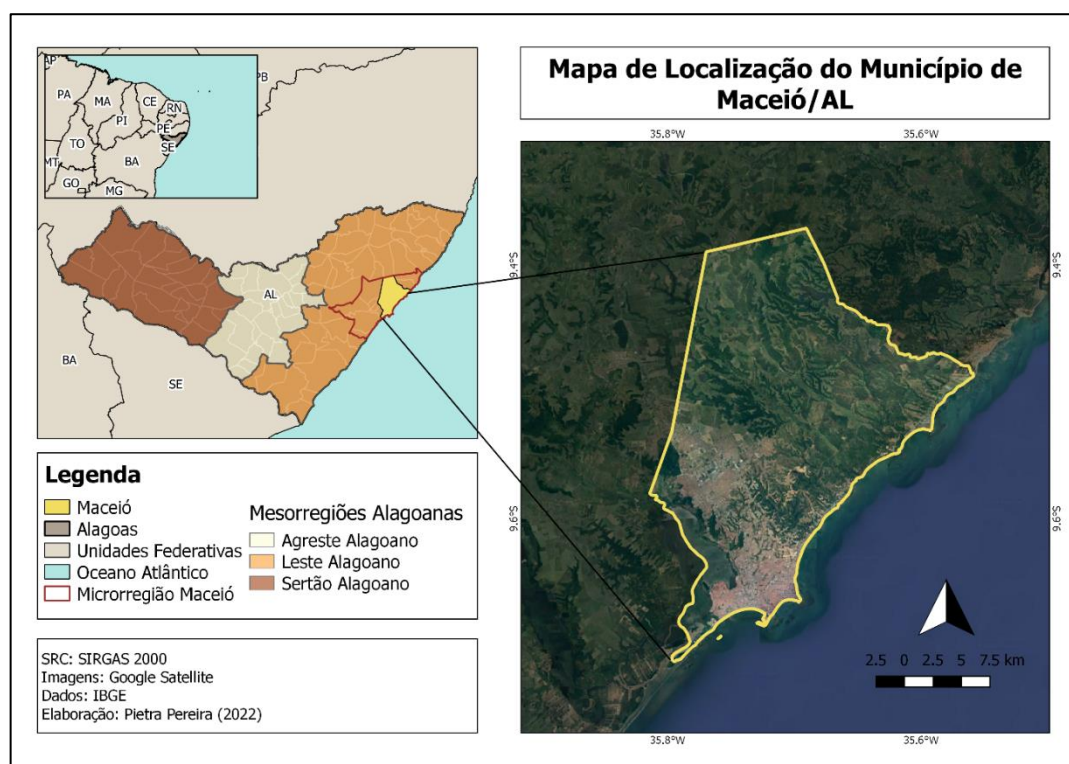 Mapa de Localização do Município de
Maceió/AL
AP
PA
MA
CE
RN
PI
PE
TO
SE
BA
MT
GO
MG
PB
AL
BA
SE
35.8°W
35.6°W
9.4°S
9.4°S
9.6°S
9.6°S
2.5 0 2.5 5 7.5 km
35.8°W
35.6°W
Legenda
Maceió
Alagoas
Unidades Federativas
Oceano Atlântico
Microrregião Maceió
Mesorregiões Alagoanas
Agreste Alagoano
Leste Alagoano
Sertão Alagoano
SRC: SIRGAS 2000
Imagens: Google Satellite
Dados: IBGE
Elaboração: Pietra Pereira (2022)